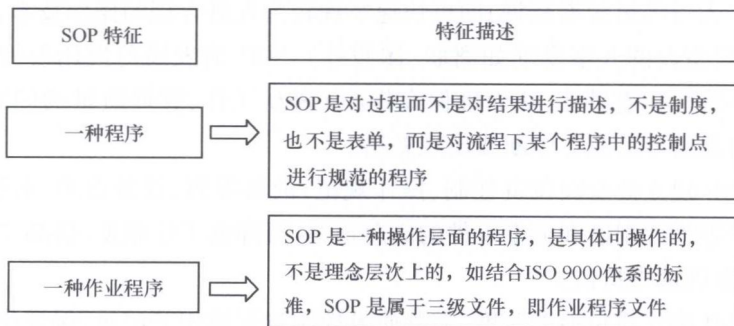 SOP 特征
特征描述
一种程序
SOP是对过程而不是对结果进行描述，不是制度，
也不是表单，而是对流程下某个程序中的控制点
进行规范的程序
一种作业程序
SOP 是一种操作层面的程序，是具体可操作的，
不是理念层次上的，如结合ISO 9000体系的标
准，SOP 是属于三级文件，即作业程序文件